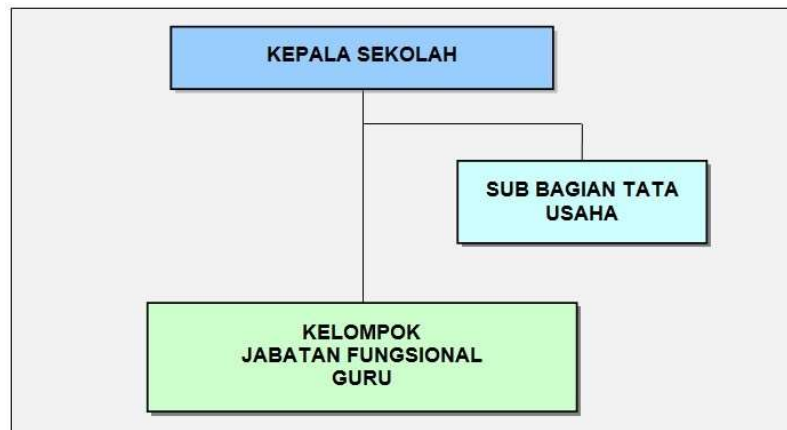 KEPALA SEKOLAH
SUB BAGIAN TATA
USAHA
KELOMPOK
JABATAN FUNGSIONAL
GURU